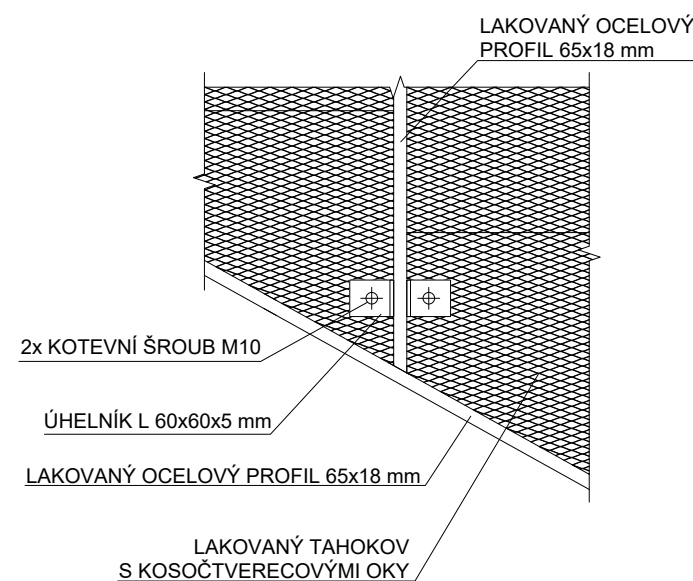 LAKOVANÝ OCELOVÝ
PROFIL 65x18 mm
2x KOTEVNÍ ŠROUB M10
ÚHELNÍK L 60x60x5 mm
LAKOVANÝ OCELOVÝ PROFIL 65x18 mm
LAKOVANÝ TAHOKOV
S KOSOČTVERECOVÝMI OKY